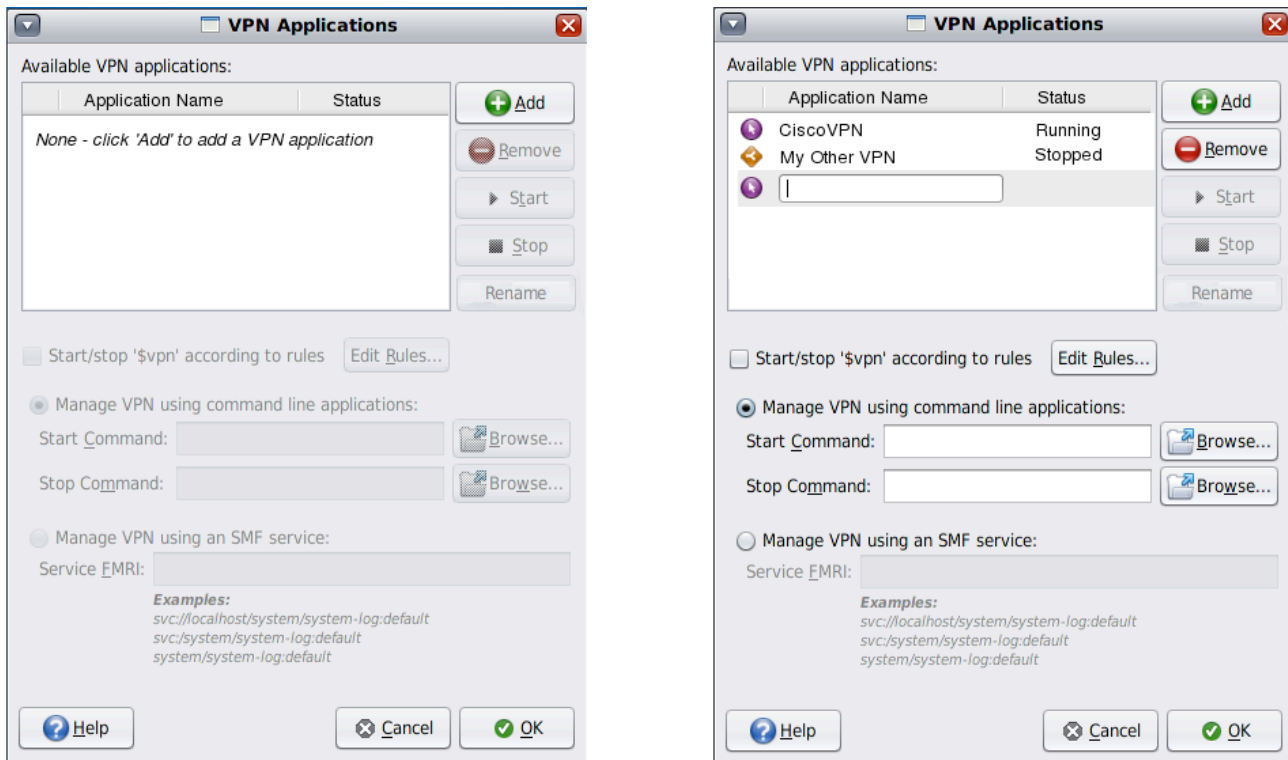 VPN Applications
Available VPN applications:
Application Name Status
Add
None - click 'Add' to add a VPN application
Remove
Start
Stop
Rename
Start/stop '$vpn' according to rules Edit Rules...
Manage VPN using command line applications:
Start Command: Browse...
Stop Command: Browse...
Manage VPN using an SMF service:
Service FMRI:
Examples:
svc://localhost/system/system-log:default
svc:/system/system-log:default
system/system-log:default
Help Cancel OK
VPN Applications
Available VPN applications:
Application Name Status
Add
CiscoVPN Running
My Other VPN Stopped
Remove
Start
Stop
Rename
Start/stop '$vpn' according to rules Edit Rules...
Manage VPN using command line applications:
Start Command: Browse...
Stop Command: Browse...
Manage VPN using an SMF service:
Service FMRI:
Examples:
svc://localhost/system/system-log:default
svc:/system/system-log:default
system/system-log:default
Help Cancel OK